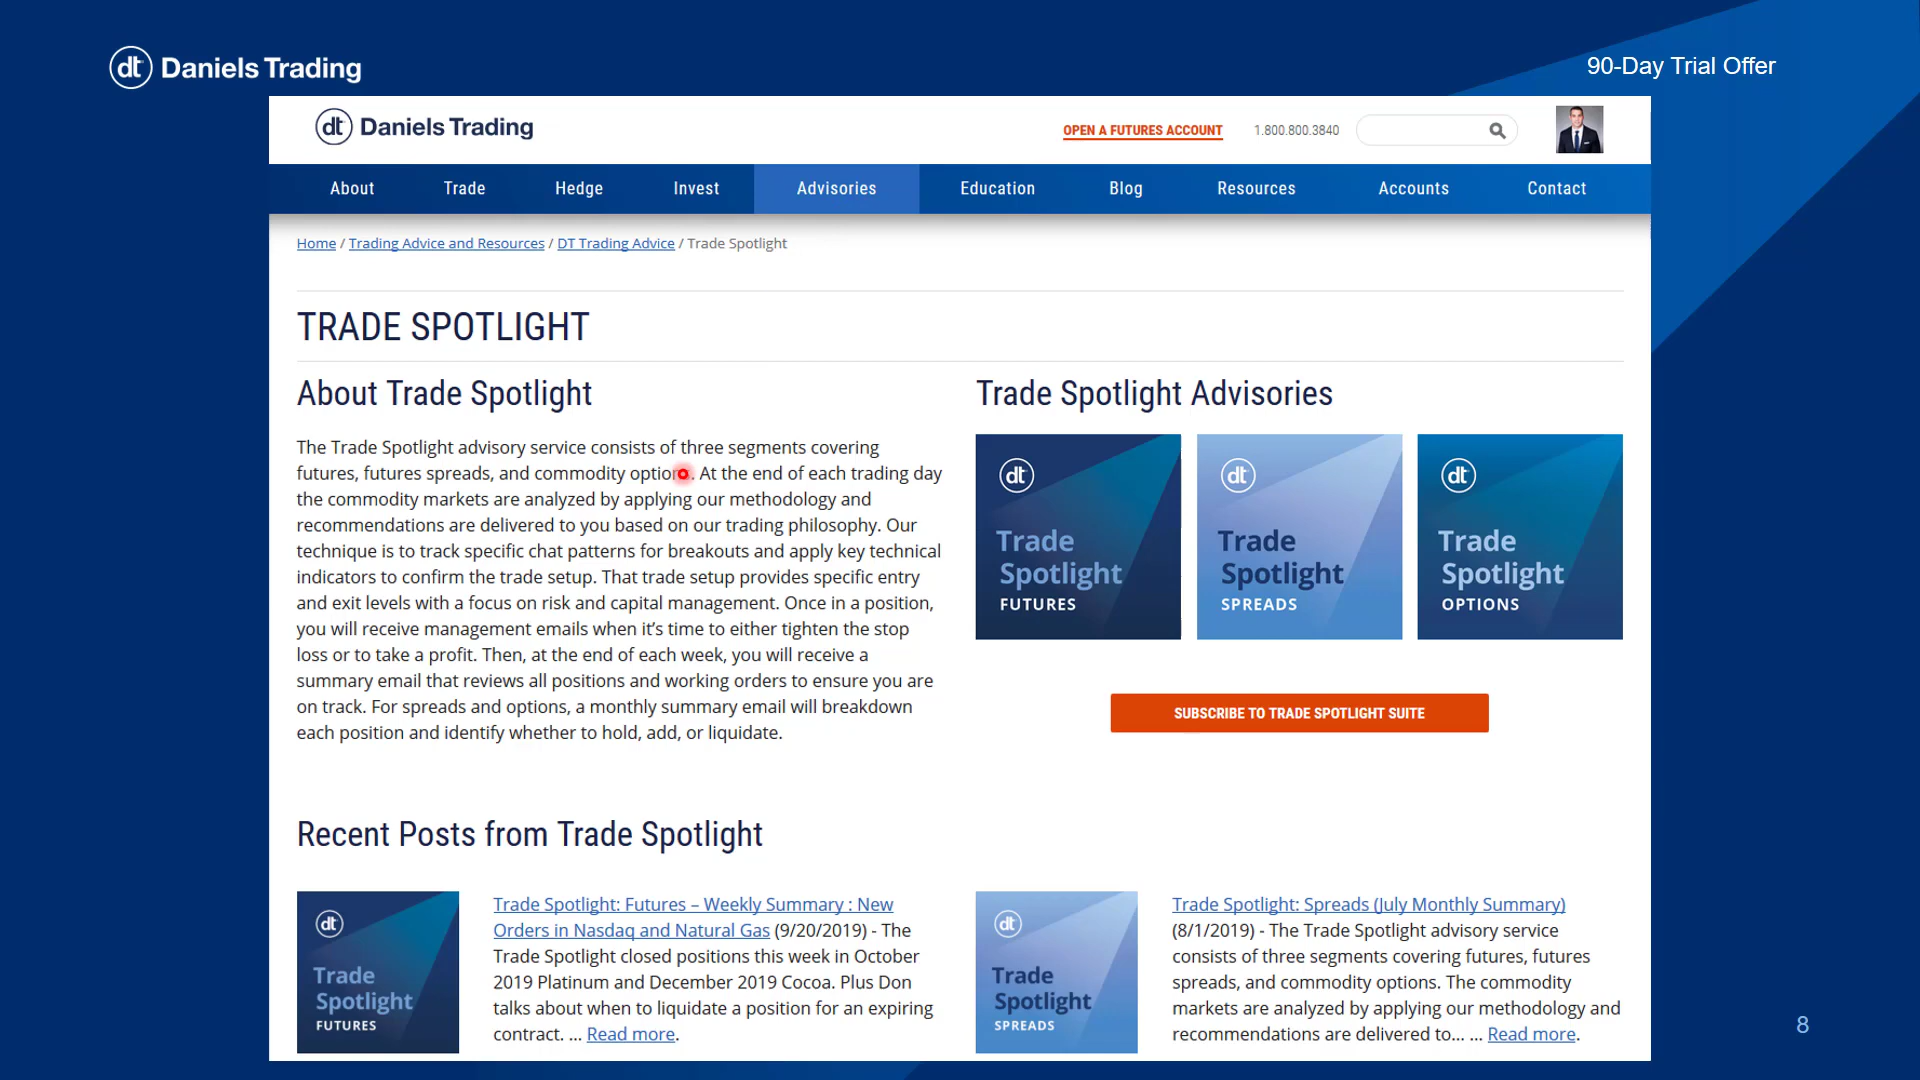 dt Daniels Trading
90-Day Trial Offer
dt Daniels Trading
OPEN A FUTURES ACCOUNT
1.800.800.3840
About Trade Hedge Invest Advisories Education Blog Resources Accounts Contact
Home / Trading Advice and Resources / DT Trading Advice / Trade Spotlight
TRADE SPOTLIGHT
About Trade Spotlight
The Trade Spotlight advisory service consists of three segments covering
futures, futures spreads, and commodity options. At the end of each trading day
the commodity markets are analyzed by applying our methodology and
recommendations are delivered to you based on our trading philosophy. Our
technique is to track specific chat patterns for breakouts and apply key technical
indicators to confirm the trade setup. That trade setup provides specific entry
and exit levels with a focus on risk and capital management. Once in a position,
you will receive management emails when it’s time to either tighten the stop
loss or to take a profit. Then, at the end of each week, you will receive a
summary email that reviews all positions and working orders to ensure you are
on track. For spreads and options, a monthly summary email will breakdown
each position and identify whether to hold, add, or liquidate.
Trade Spotlight Advisories
dt
Trade
Spotlight
FUTURES
dt
Trade
Spotlight
SPREADS
dt
Trade
Spotlight
OPTIONS
SUBSCRIBE TO TRADE SPOTLIGHT SUITE
Recent Posts from Trade Spotlight
dt
Trade
Spotlight
FUTURES
Trade Spotlight: Futures – Weekly Summary : New
Orders in Nasdaq and Natural Gas (9/20/2019) - The
Trade Spotlight closed positions this week in October
2019 Platinum and December 2019 Cocoa. Plus Don
talks about when to liquidate a position for an expiring
contract. ... Read more.
dt
Trade
Spotlight
SPREADS
Trade Spotlight: Spreads (July Monthly Summary)
(8/1/2019) - The Trade Spotlight advisory service
consists of three segments covering futures, futures
spreads, and commodity options. The commodity
markets are analyzed by applying our methodology and
recommendations are delivered to... ... Read more.
8